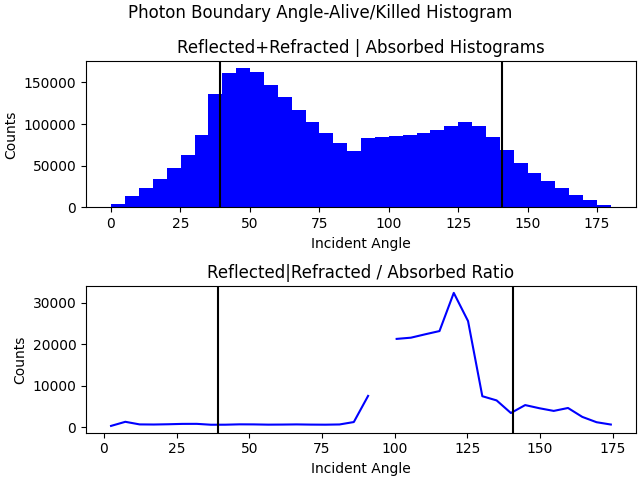 Photon Boundary Angle-Alive/Killed Histogram
Reflected+Refracted | Absorbed Histograms
150000
100000
50000
0
Counts
0 25 50 75 100 125 150 175
Incident Angle
Reflected|Refracted / Absorbed Ratio
30000
20000
10000
0
Counts
0 25 50 75 100 125 150 175
Incident Angle